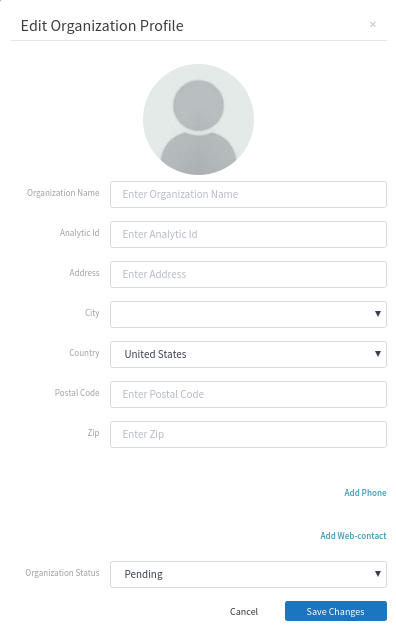 Edit Organization Profile ×
Organization Name Enter Organization Name
Analytic Id Enter Analytic Id
Address Enter Address
City
Country United States
Postal Code Enter Postal Code
Zip Enter Zip
Add Phone
Add Web-contact
Organization Status Pending
Cancel Save Changes